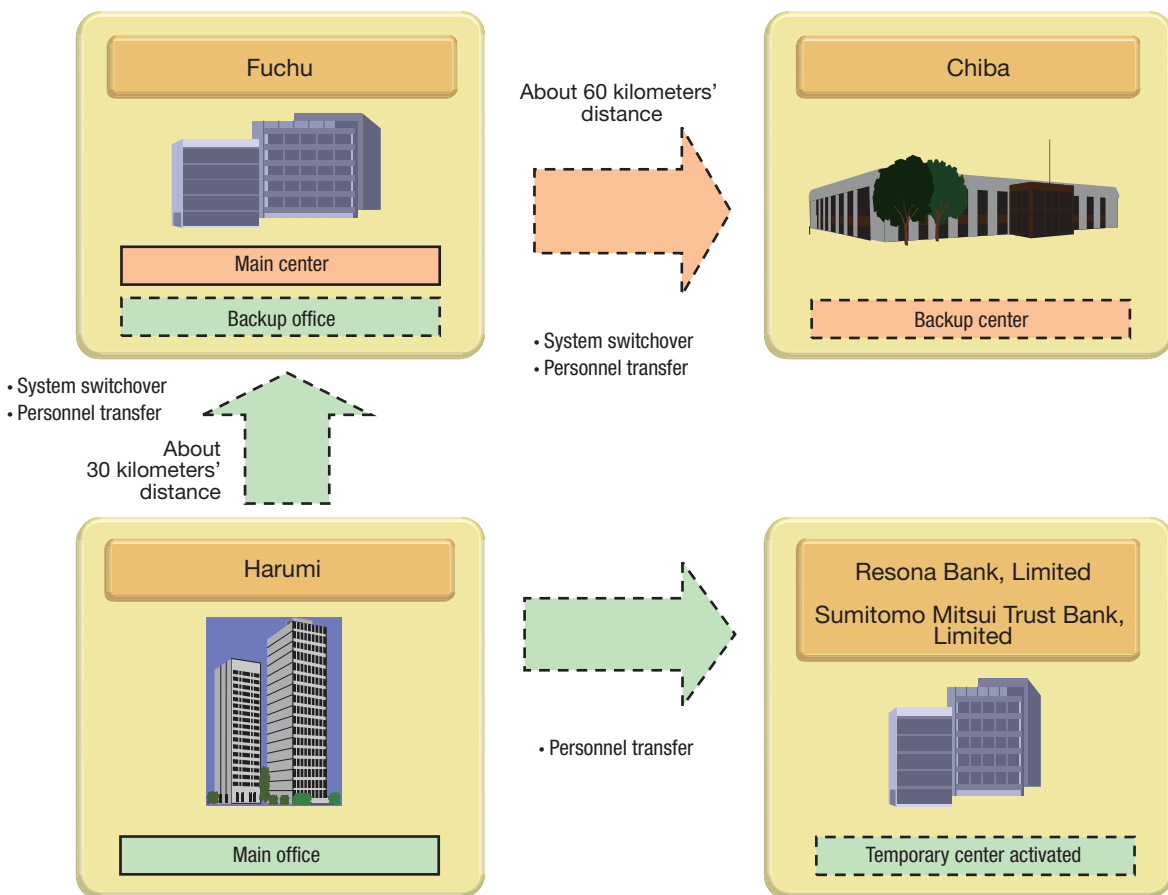 Fuchu
Main center
Backup office
About 60 kilometers'
distance
• System switchover
• Personnel transfer
Chiba
Backup center
• System switchover
• Personnel transfer
About
30 kilometers'
distance
Harumi
Main office
• Personnel transfer
Resona Bank, Limited
Sumitomo Mitsui Trust Bank,
Limited
Temporary center activated